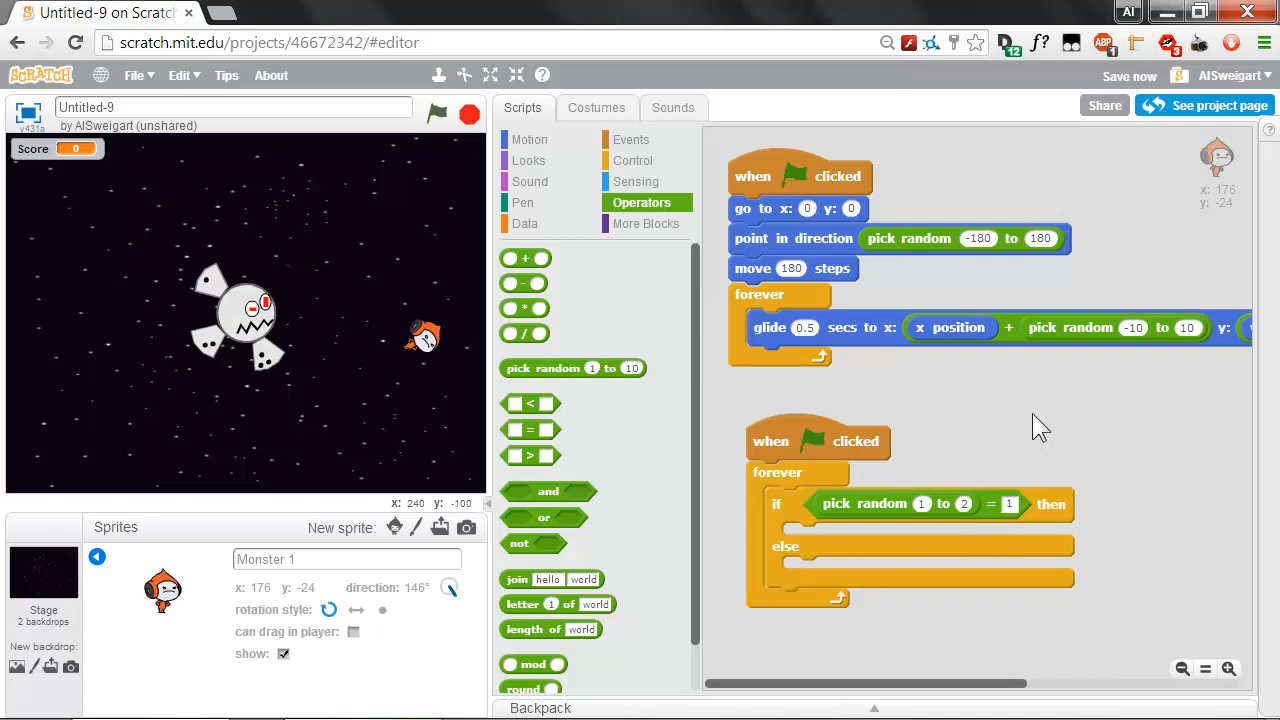 Untitled-9 on Scratch ×
AI
scratch.mit.edu/projects/46672342/#editor
12
ƒ?
ABP
1
3
SCRATCH
File
Edit
Tips
About
Save now
AlSweigart
Untitled-9
by AlSweigart (unshared)
v431a
Scripts
Costumes
Sounds
Share
See project page
Score 0
Motion
Events
Looks
Control
Sound
Sensing
Pen
Operators
Data
More Blocks
+
-
*
/
pick random 1 to 10
<
=
>
and
or
not
join hello world
letter 1 of world
length of world
mod
round
when clicked
go to x: 0 y: 0
point in direction pick random -180 to 180
move 180 steps
forever
glide 0.5 secs to x: x position + pick random -10 to 10 y:
when clicked
forever
if pick random 1 to 2 = 1 then
else
x: 176
y: -24
x: 240 y: -100
Sprites
New sprite:
Stage
2 backdrops
New backdrop:
Monster 1
x: 176 y: -24 direction: 146°
rotation style:
can drag in player:
show:
Backpack